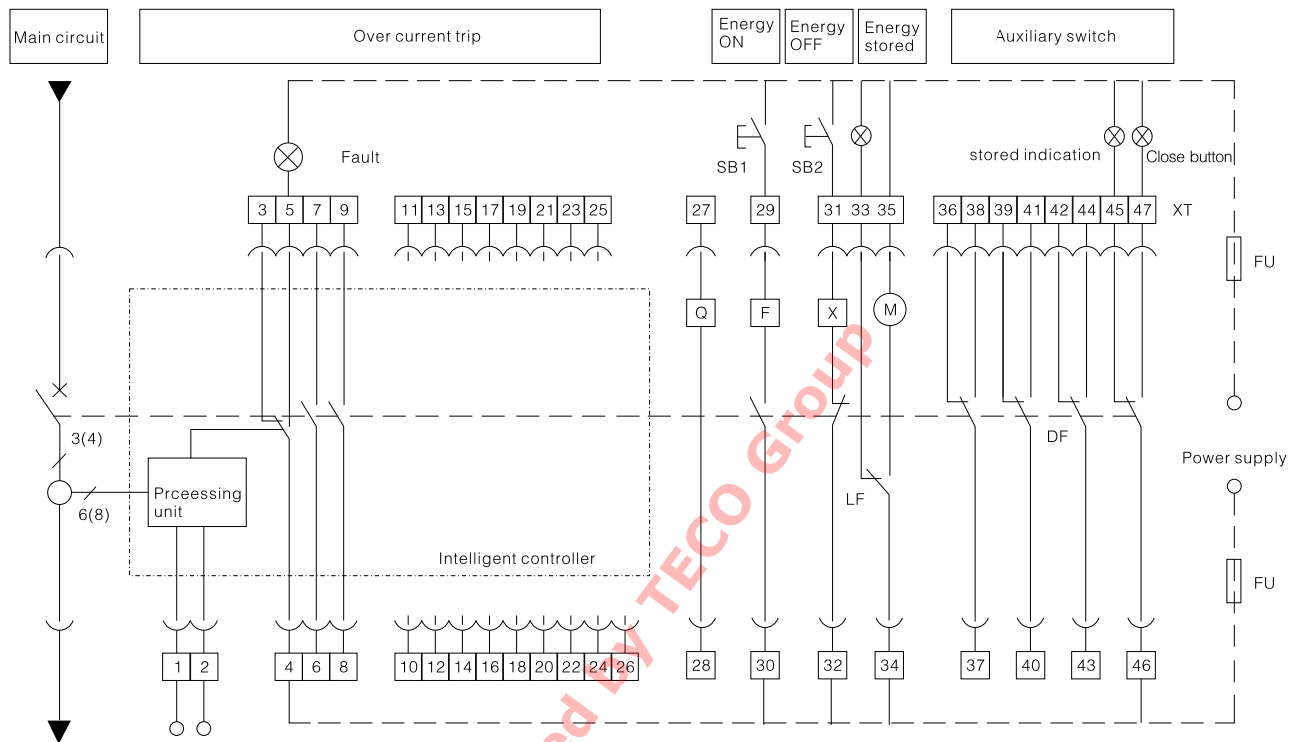 Main circuit
Over current trip
Energy ON
Energy OFF
Energy stored
Auxiliary switch
Fault
SB1
SB2
stored indication
Close button
3 5 7 9
11 13 15 17 19 21 23 25
27
29
31 33 35
36 38 39 41 42 44 45 47
XT
FU
Q
F
X
M
3(4)
DF
Power supply
Prceessing unit
6(8)
LF
Intelligent controller
FU
1 2
4 6 8
10 12 14 16 18 20 22 24 26
28
30
32
34
37
40
43
46
ed by TECO Group